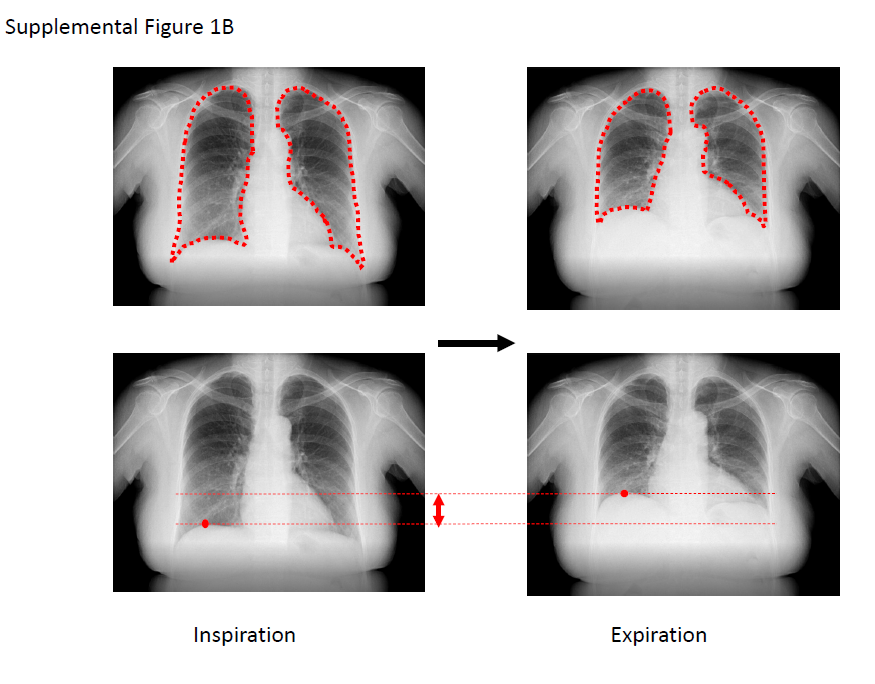 Supplemental Figure 1B
Inspiration
Expiration